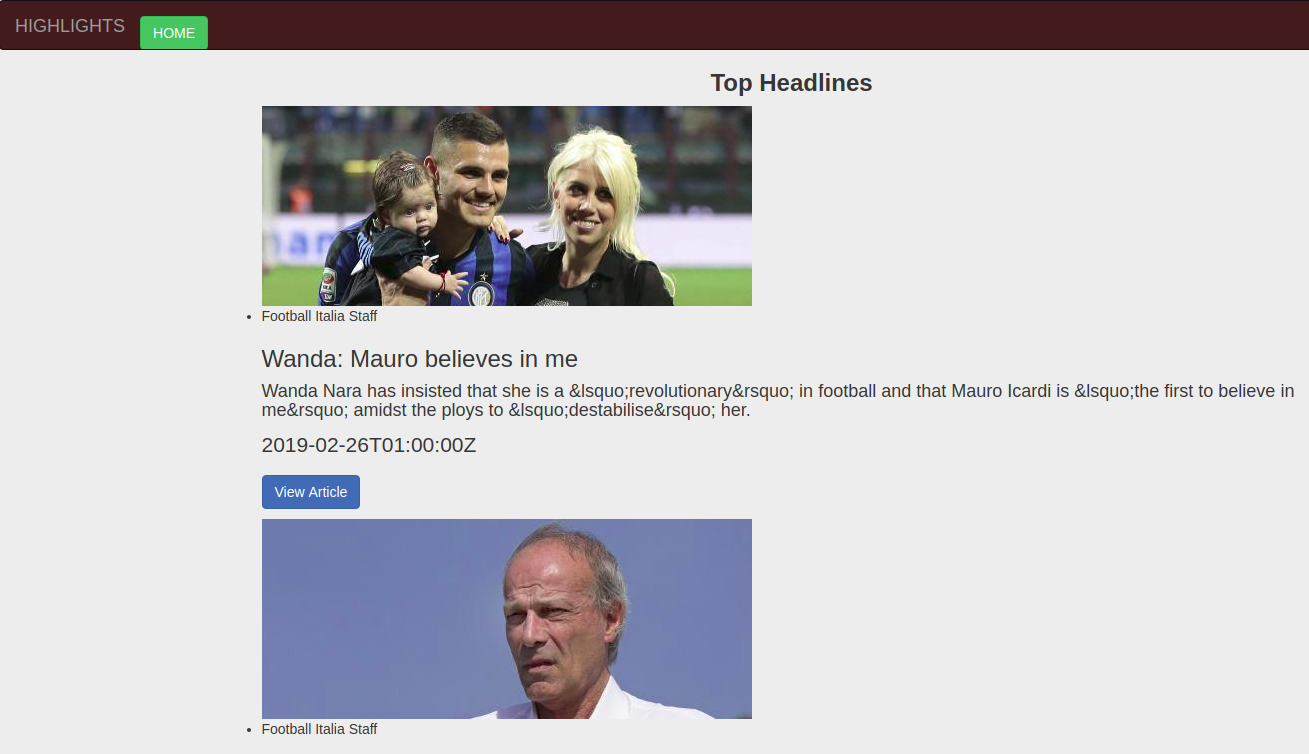 HIGHLIGHTS HOME
Top Headlines
Football Italia Staff
Wanda: Mauro believes in me
Wanda Nara has insisted that she is a &lsquo;revolutionary&rsquo; in football and that Mauro Icardi is &lsquo;the first to believe in
me&rsquo; amidst the ploys to &lsquo;destabilise&rsquo; her.
2019-02-26T01:00:00Z
View Article
Football Italia Staff